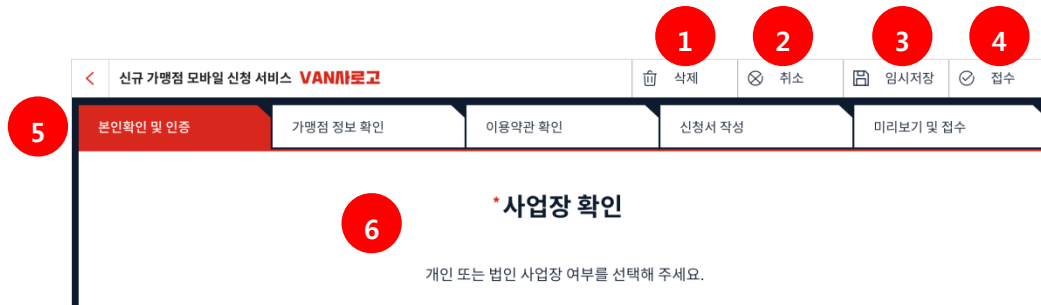 1 2 3 4
신규 가맹점 모바일 신청 서비스 VAN사로고 삭제 취소 임시저장 접수
5 본인확인 및 인증 가맹점 정보 확인 이용약관 확인 신청서 작성 미리보기 및 접수
*사업장 확인
6
개인 또는 법인 사업장 여부를 선택해 주세요.